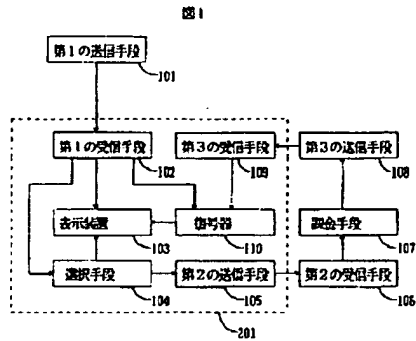 図1
第1の送信手段
101
第1の受信手段
102
第3の受信手段
109
第3の送信手段
108
表示装置
103
110
課金手段
107
選択手段
104
第2の送信手段
105
第2の受信手段
106
201